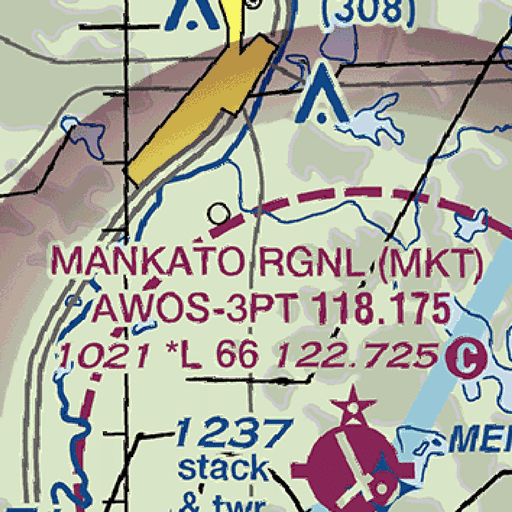 (308)
MANKATO RGNL (MKT)
AWOS-3PT 118.175
1021 *L 66 122.725 C
1237
stack
& twr